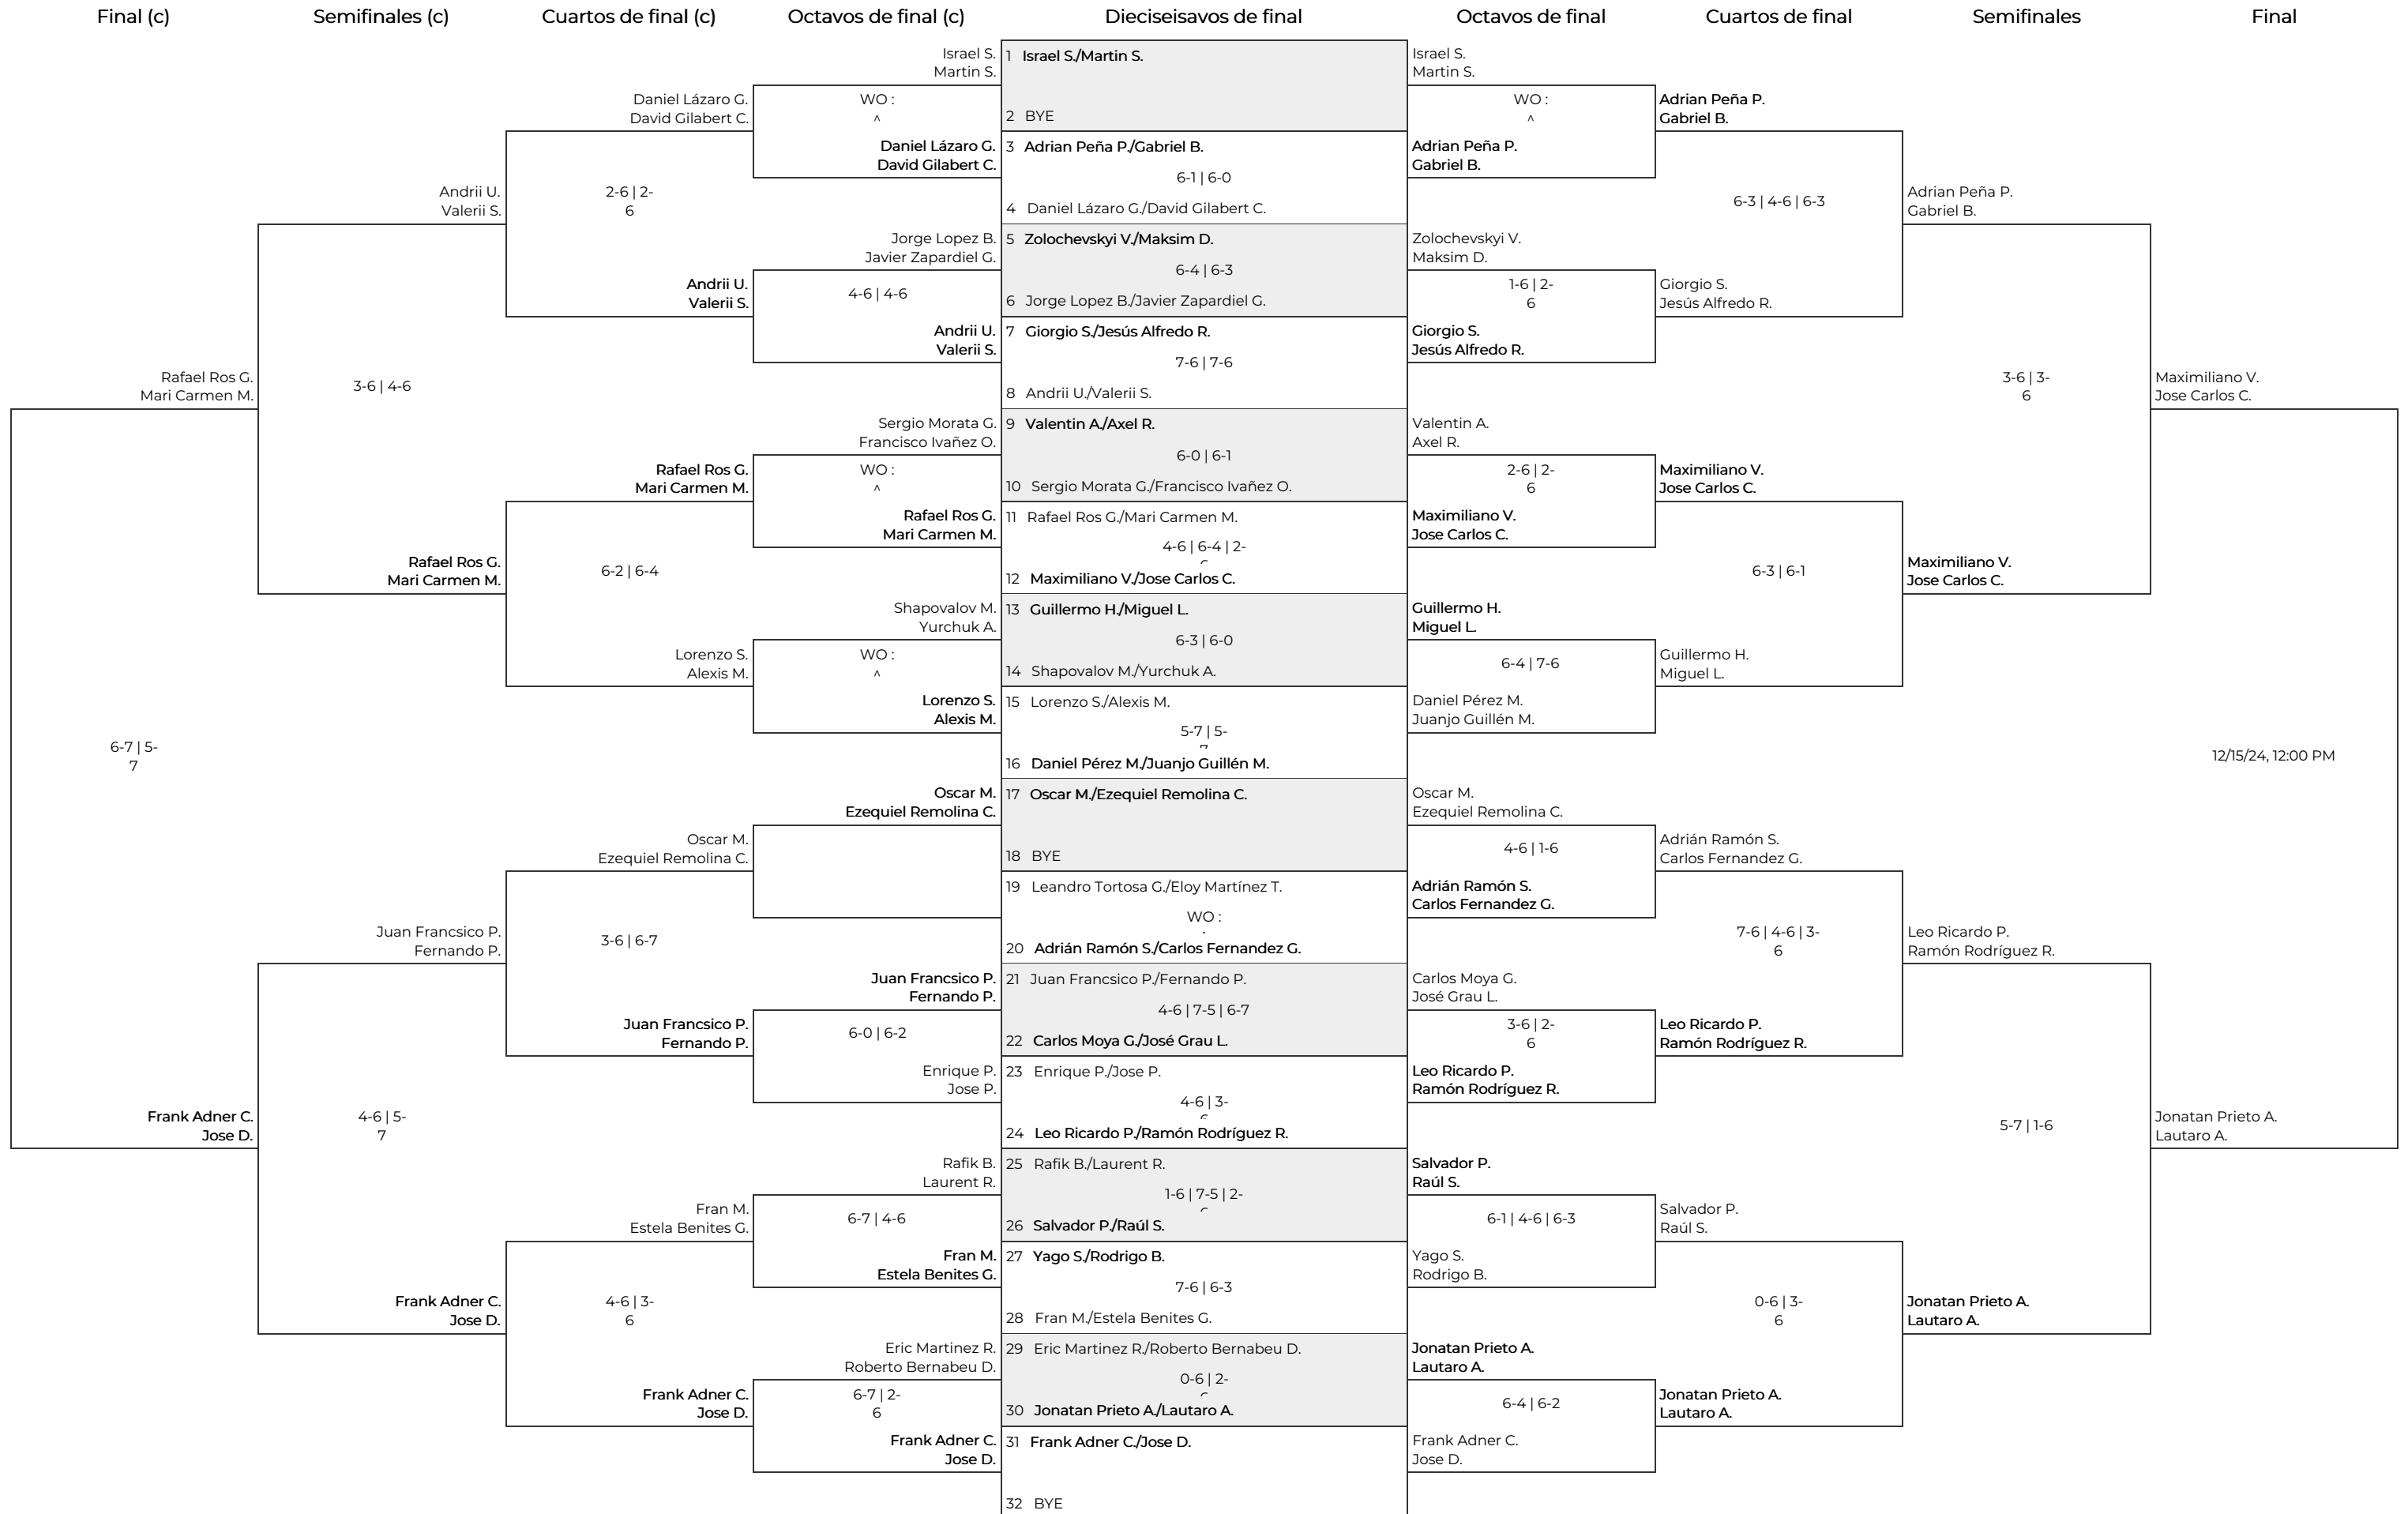 Final (c)
Semifinales (c)
Cuartos de final (c)
Octavos de final (c)
Dieciseisavos de final
Octavos de final
Cuartos de final
Semifinales
Final
Rafael Ros G.
Mari Carmen M.
6-7 | 5-
7
Frank Adner C.
Jose D.
Andrii U.
Valerii S.
3-6 | 4-6
Rafael Ros G.
Mari Carmen M.
Juan Francsico P.
Fernando P.
4-6 | 5-
7
Frank Adner C.
Jose D.
Daniel Lázaro G.
David Gilabert C.
2-6 | 2-
6
Andrii U.
Valerii S.
Rafael Ros G.
Mari Carmen M.
6-2 | 6-4
Lorenzo S.
Alexis M.
Oscar M.
Ezequiel Remolina C.
3-6 | 6-7
Juan Francsico P.
Fernando P.
Fran M.
Estela Benites G.
4-6 | 3-
6
Frank Adner C.
Jose D.
Israel S.
Martin S.
WO :
^
Daniel Lázaro G.
David Gilabert C.
Jorge Lopez B.
Javier Zapardiel G.
4-6 | 4-6
Andrii U.
Valerii S.
Sergio Morata G.
Francisco Ivañez O.
WO :
^
Rafael Ros G.
Mari Carmen M.
Shapovalov M.
Yurchuk A.
WO :
^
Lorenzo S.
Alexis M.
Oscar M.
Ezequiel Remolina C.
Juan Francsico P.
Fernando P.
6-0 | 6-2
Enrique P.
Jose P.
Rafik B.
Laurent R.
6-7 | 4-6
Fran M.
Estela Benites G.
Eric Martinez R.
Roberto Bernabeu D.
6-7 | 2-
6
Frank Adner C.
Jose D.
1 Israel S./Martin S.
2 BYE
3 Adrian Peña P./Gabriel B.
6-1 | 6-0
4 Daniel Lázaro G./David Gilabert C.
5 Zolochevskyi V./Maksim D.
6-4 | 6-3
6 Jorge Lopez B./Javier Zapardiel G.
7 Giorgio S./Jesús Alfredo R.
7-6 | 7-6
8 Andrii U./Valerii S.
9 Valentin A./Axel R.
6-0 | 6-1
10 Sergio Morata G./Francisco Ivañez O.
11 Rafael Ros G./Mari Carmen M.
4-6 | 6-4 | 2-
12 Maximiliano V./Jose Carlos C.
13 Guillermo H./Miguel L.
6-3 | 6-0
14 Shapovalov M./Yurchuk A.
15 Lorenzo S./Alexis M.
5-7 | 5-
16 Daniel Pérez M./Juanjo Guillén M.
17 Oscar M./Ezequiel Remolina C.
18 BYE
19 Leandro Tortosa G./Eloy Martínez T.
WO :
20 Adrián Ramón S./Carlos Fernandez G.
21 Juan Francsico P./Fernando P.
4-6 | 7-5 | 6-7
22 Carlos Moya G./José Grau L.
23 Enrique P./Jose P.
4-6 | 3-
24 Leo Ricardo P./Ramón Rodríguez R.
25 Rafik B./Laurent R.
1-6 | 7-5 | 2-
26 Salvador P./Raúl S.
27 Yago S./Rodrigo B.
7-6 | 6-3
28 Fran M./Estela Benites G.
29 Eric Martinez R./Roberto Bernabeu D.
0-6 | 2-
30 Jonatan Prieto A./Lautaro A.
31 Frank Adner C./Jose D.
32 BYE
Israel S.
Martin S.
WO :
^
Adrian Peña P.
Gabriel B.
Zolochevskyi V.
Maksim D.
1-6 | 2-
6
Giorgio S.
Jesús Alfredo R.
Valentin A.
Axel R.
2-6 | 2-
6
Maximiliano V.
Jose Carlos C.
Guillermo H.
Miguel L.
6-4 | 7-6
Daniel Pérez M.
Juanjo Guillén M.
Oscar M.
Ezequiel Remolina C.
4-6 | 1-6
Adrián Ramón S.
Carlos Fernandez G.
Carlos Moya G.
José Grau L.
3-6 | 2-
6
Leo Ricardo P.
Ramón Rodríguez R.
Salvador P.
Raúl S.
6-1 | 4-6 | 6-3
Yago S.
Rodrigo B.
Jonatan Prieto A.
Lautaro A.
6-4 | 6-2
Frank Adner C.
Jose D.
Adrian Peña P.
Gabriel B.
6-3 | 4-6 | 6-3
Giorgio S.
Jesús Alfredo R.
Maximiliano V.
Jose Carlos C.
6-3 | 6-1
Guillermo H.
Miguel L.
Adrián Ramón S.
Carlos Fernandez G.
7-6 | 4-6 | 3-
6
Leo Ricardo P.
Ramón Rodríguez R.
Salvador P.
Raúl S.
0-6 | 3-
6
Jonatan Prieto A.
Lautaro A.
Adrian Peña P.
Gabriel B.
3-6 | 3-
6
Maximiliano V.
Jose Carlos C.
Leo Ricardo P.
Ramón Rodríguez R.
5-7 | 1-6
Jonatan Prieto A.
Lautaro A.
Maximiliano V.
Jose Carlos C.
12/15/24, 12:00 PM
Jonatan Prieto A.
Lautaro A.